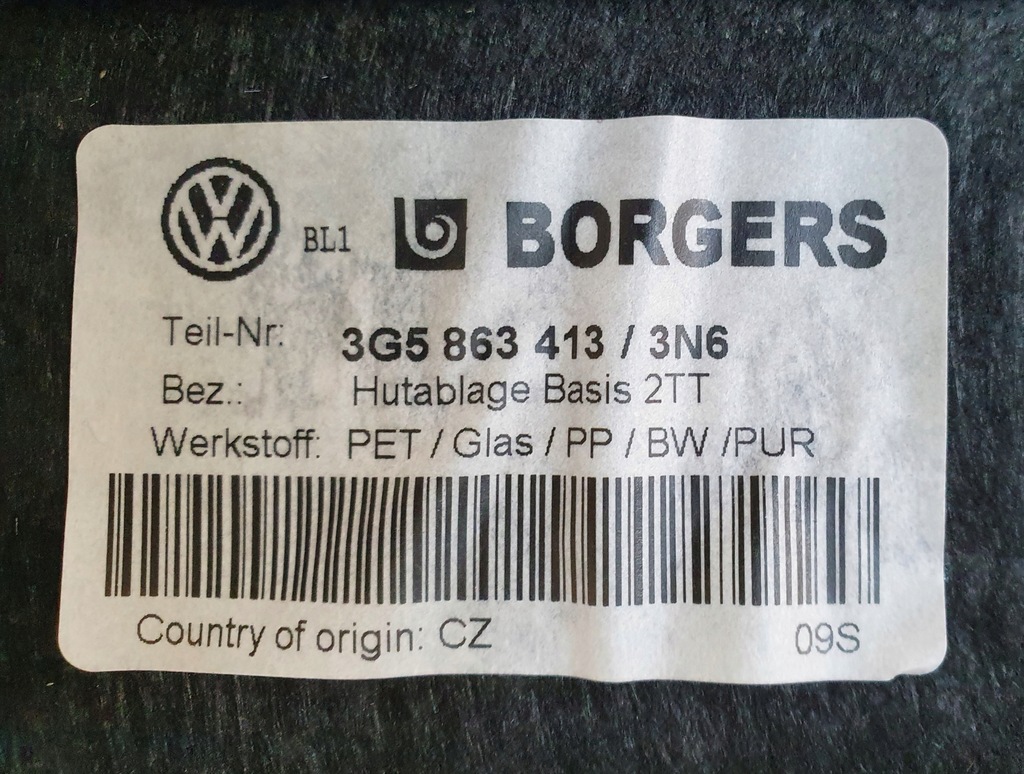 BL1 BORGERS
Teil-Nr: 3G5 863 413 / 3N6
Bez.: Hutablage Basis 2TT
Werkstoff: PET / Glas / PP / BW /PUR
Country of origin: CZ 09S